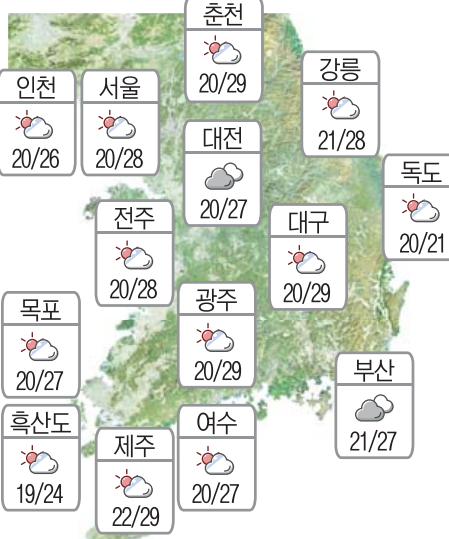 춘천
20/29
강릉
21/28
인천
20/26
서울
20/28
대전
20/27
독도
20/21
전주
20/28
대구
20/29
광주
20/29
목포
20/27
부산
21/27
흑산도
19/24
제주
22/29
여수
20/27